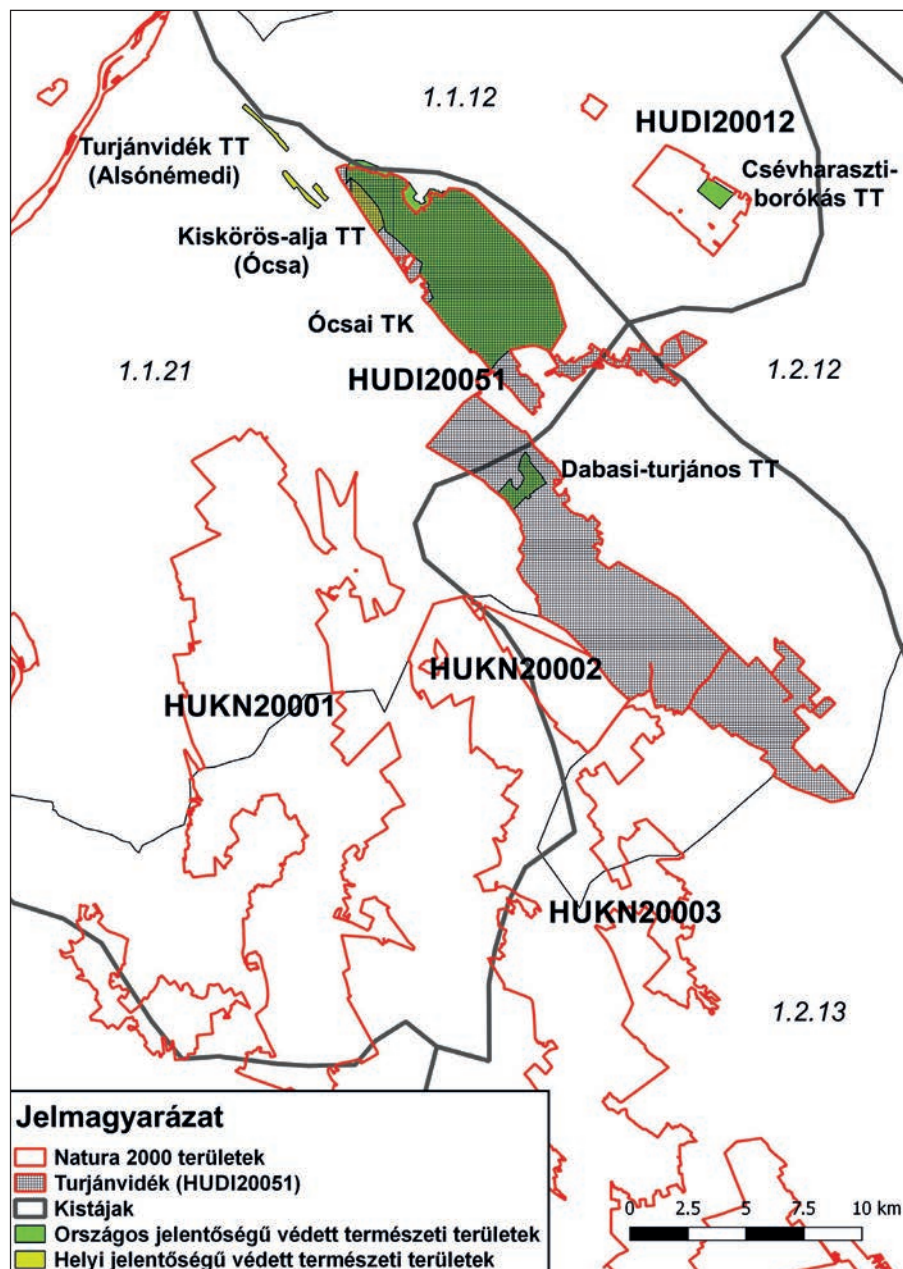 1.1.12
HUDI20012
Turjánvidék TT
(Alsónémedi)
Csévharaszti-
borókás TT
Kiskörös-alja TT
(Ócsa)
Ócsai TK
1.1.21
HUDI20051
1.2.12
Dabasi-turjános TT
HUKN20002
HUKN20001
HUKN20003
1.2.13
Jelmagyarázat
Natura 2000 területek
Turjánvidék (HUDI20051)
Kistájak
Országos jelentőségű védett természeti területek
Helyi jelentőségű védett természeti területek
0 2.5 5 7.5 10 km